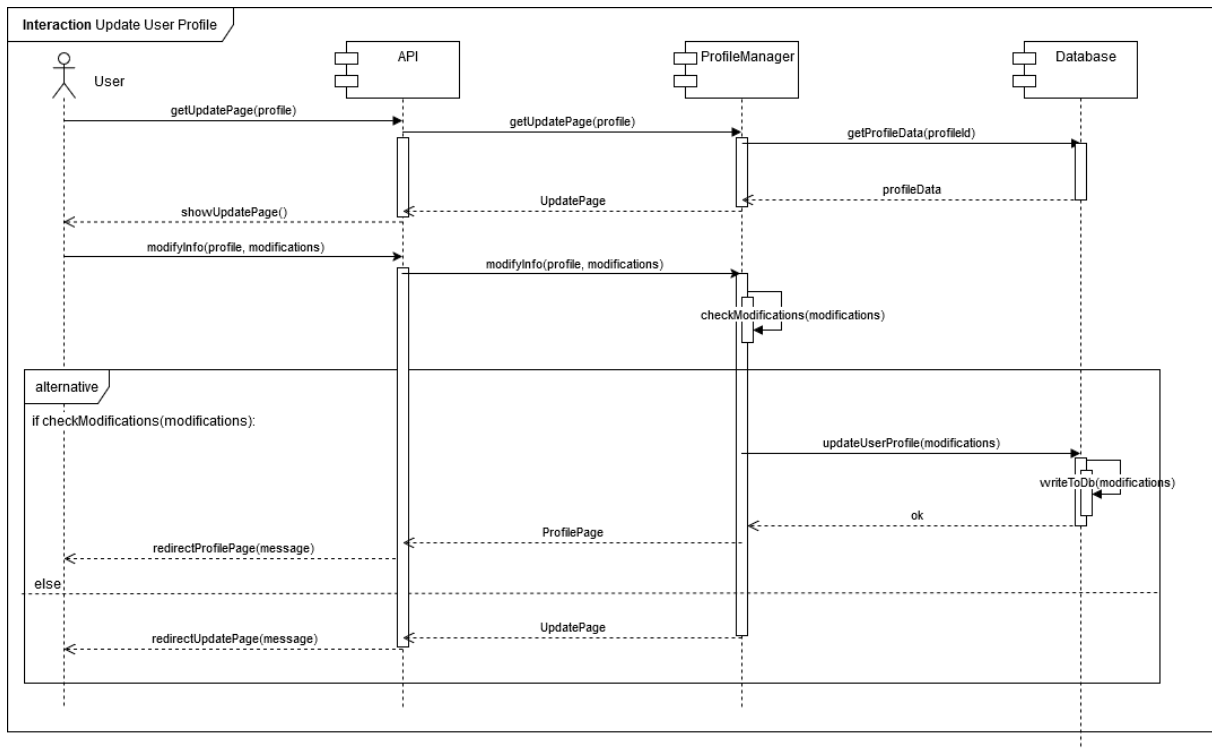 Interaction Update User Profile
User
API
ProfileManager
Database
getUpdatePage(profile)
getUpdatePage(profile)
getProfileData(profileId)
profileData
UpdatePage
showUpdatePage()
modifyInfo(profile, modifications)
modifyInfo(profile, modifications)
checkModifications(modifications)
alternative
if checkModifications(modifications):
updateUserProfile(modifications)
writeToDb(modifications)
ok
ProfilePage
redirectProfilePage(message)
else
UpdatePage
redirectUpdatePage(message)